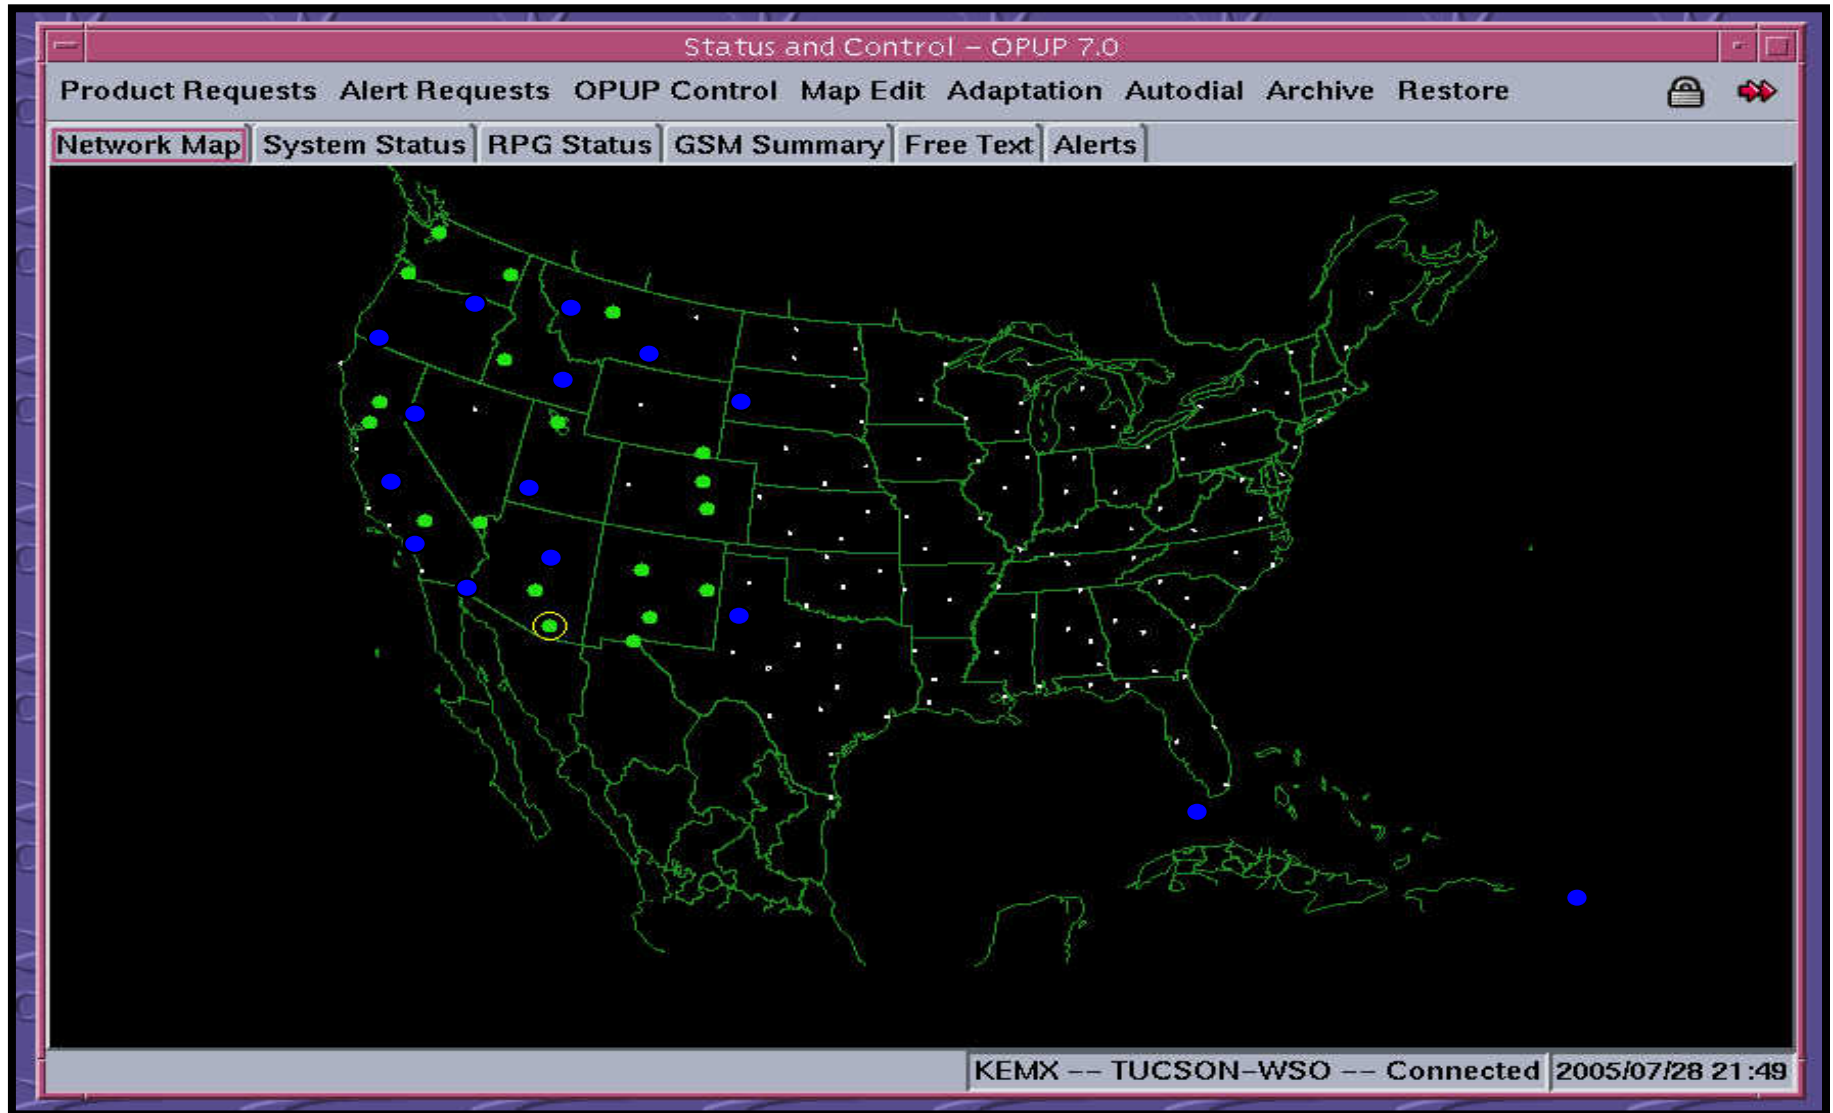 Status and Control – OPUP 7.0
Product Requests Alert Requests OPUP Control Map Edit Adaptation Autodial Archive Restore
Network Map System Status RPG Status GSM Summary Free Text Alerts
KEMX -- TUCSON-WSO -- Connected 2005/07/28 21:49